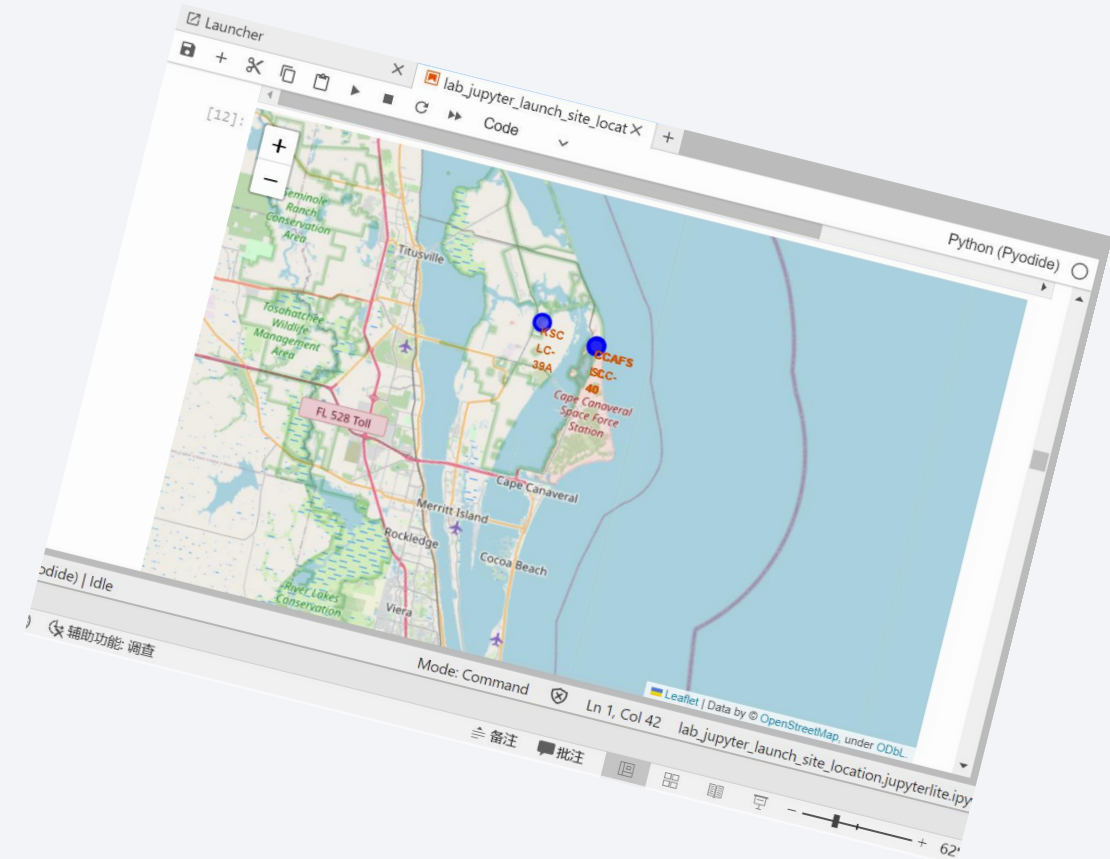 Launcher
lab_jupyter_launch_site_locat
Code
Python (Pyodide)
[12]:
+
−
Seminole
Ranch
Conservation
Area
Titusville
Tosohatchee
Wildlife
Management
Area
KSC
LC-
39A
CCAFS
40
Cape Canaveral
Space Force
Station
FL 528 Toll
Cape Canaveral
Merritt Island
Rockledge
Cocoa Beach
River Lakes
Conservation
Viera
Leaflet | Data by © OpenStreetMap, under ODbL.
odide) | Idle
Mode: Command
Ln 1, Col 42
lab_jupyter_launch_site_location.jupyterlite.ipy
辅助功能: 调查
备注
批注
62